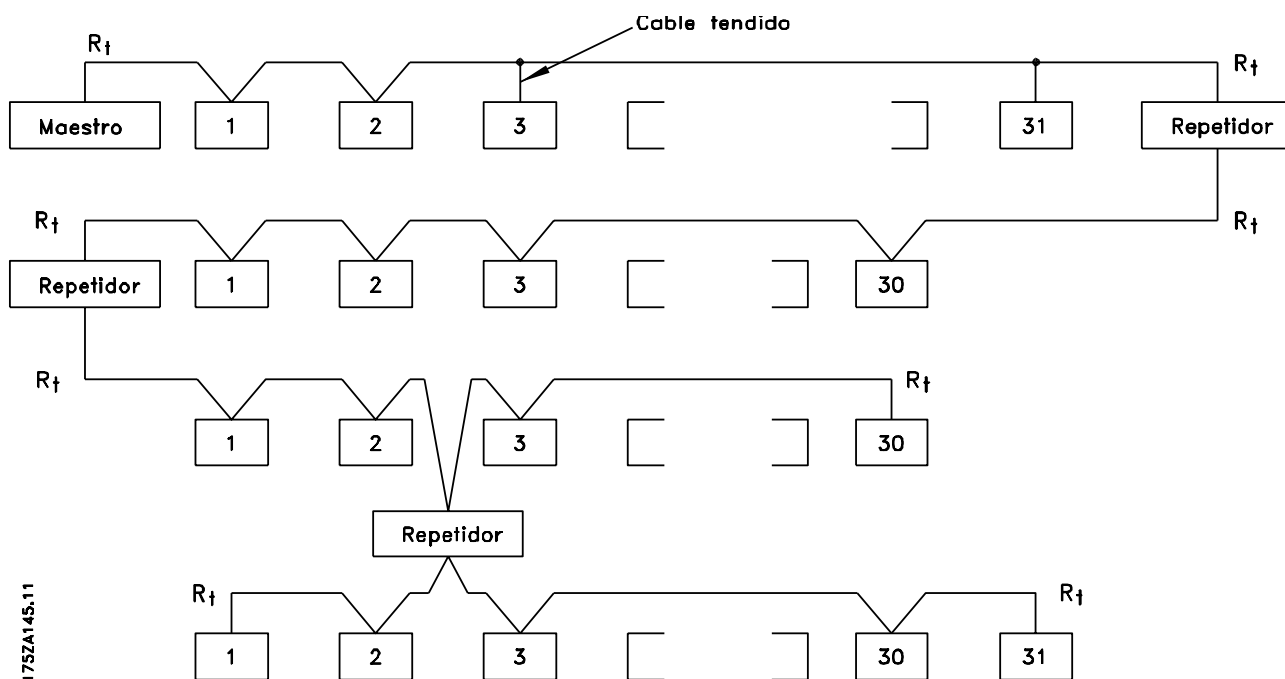 Cable tendido
Rt Rt
Maestro 1 2 3 31 Repetidor
Rt Rt
Repetidor 1 2 3 30
Rt Rt
1 2 3 30
Repetidor
Rt Rt
1 2 3 30 31
175ZA145.11